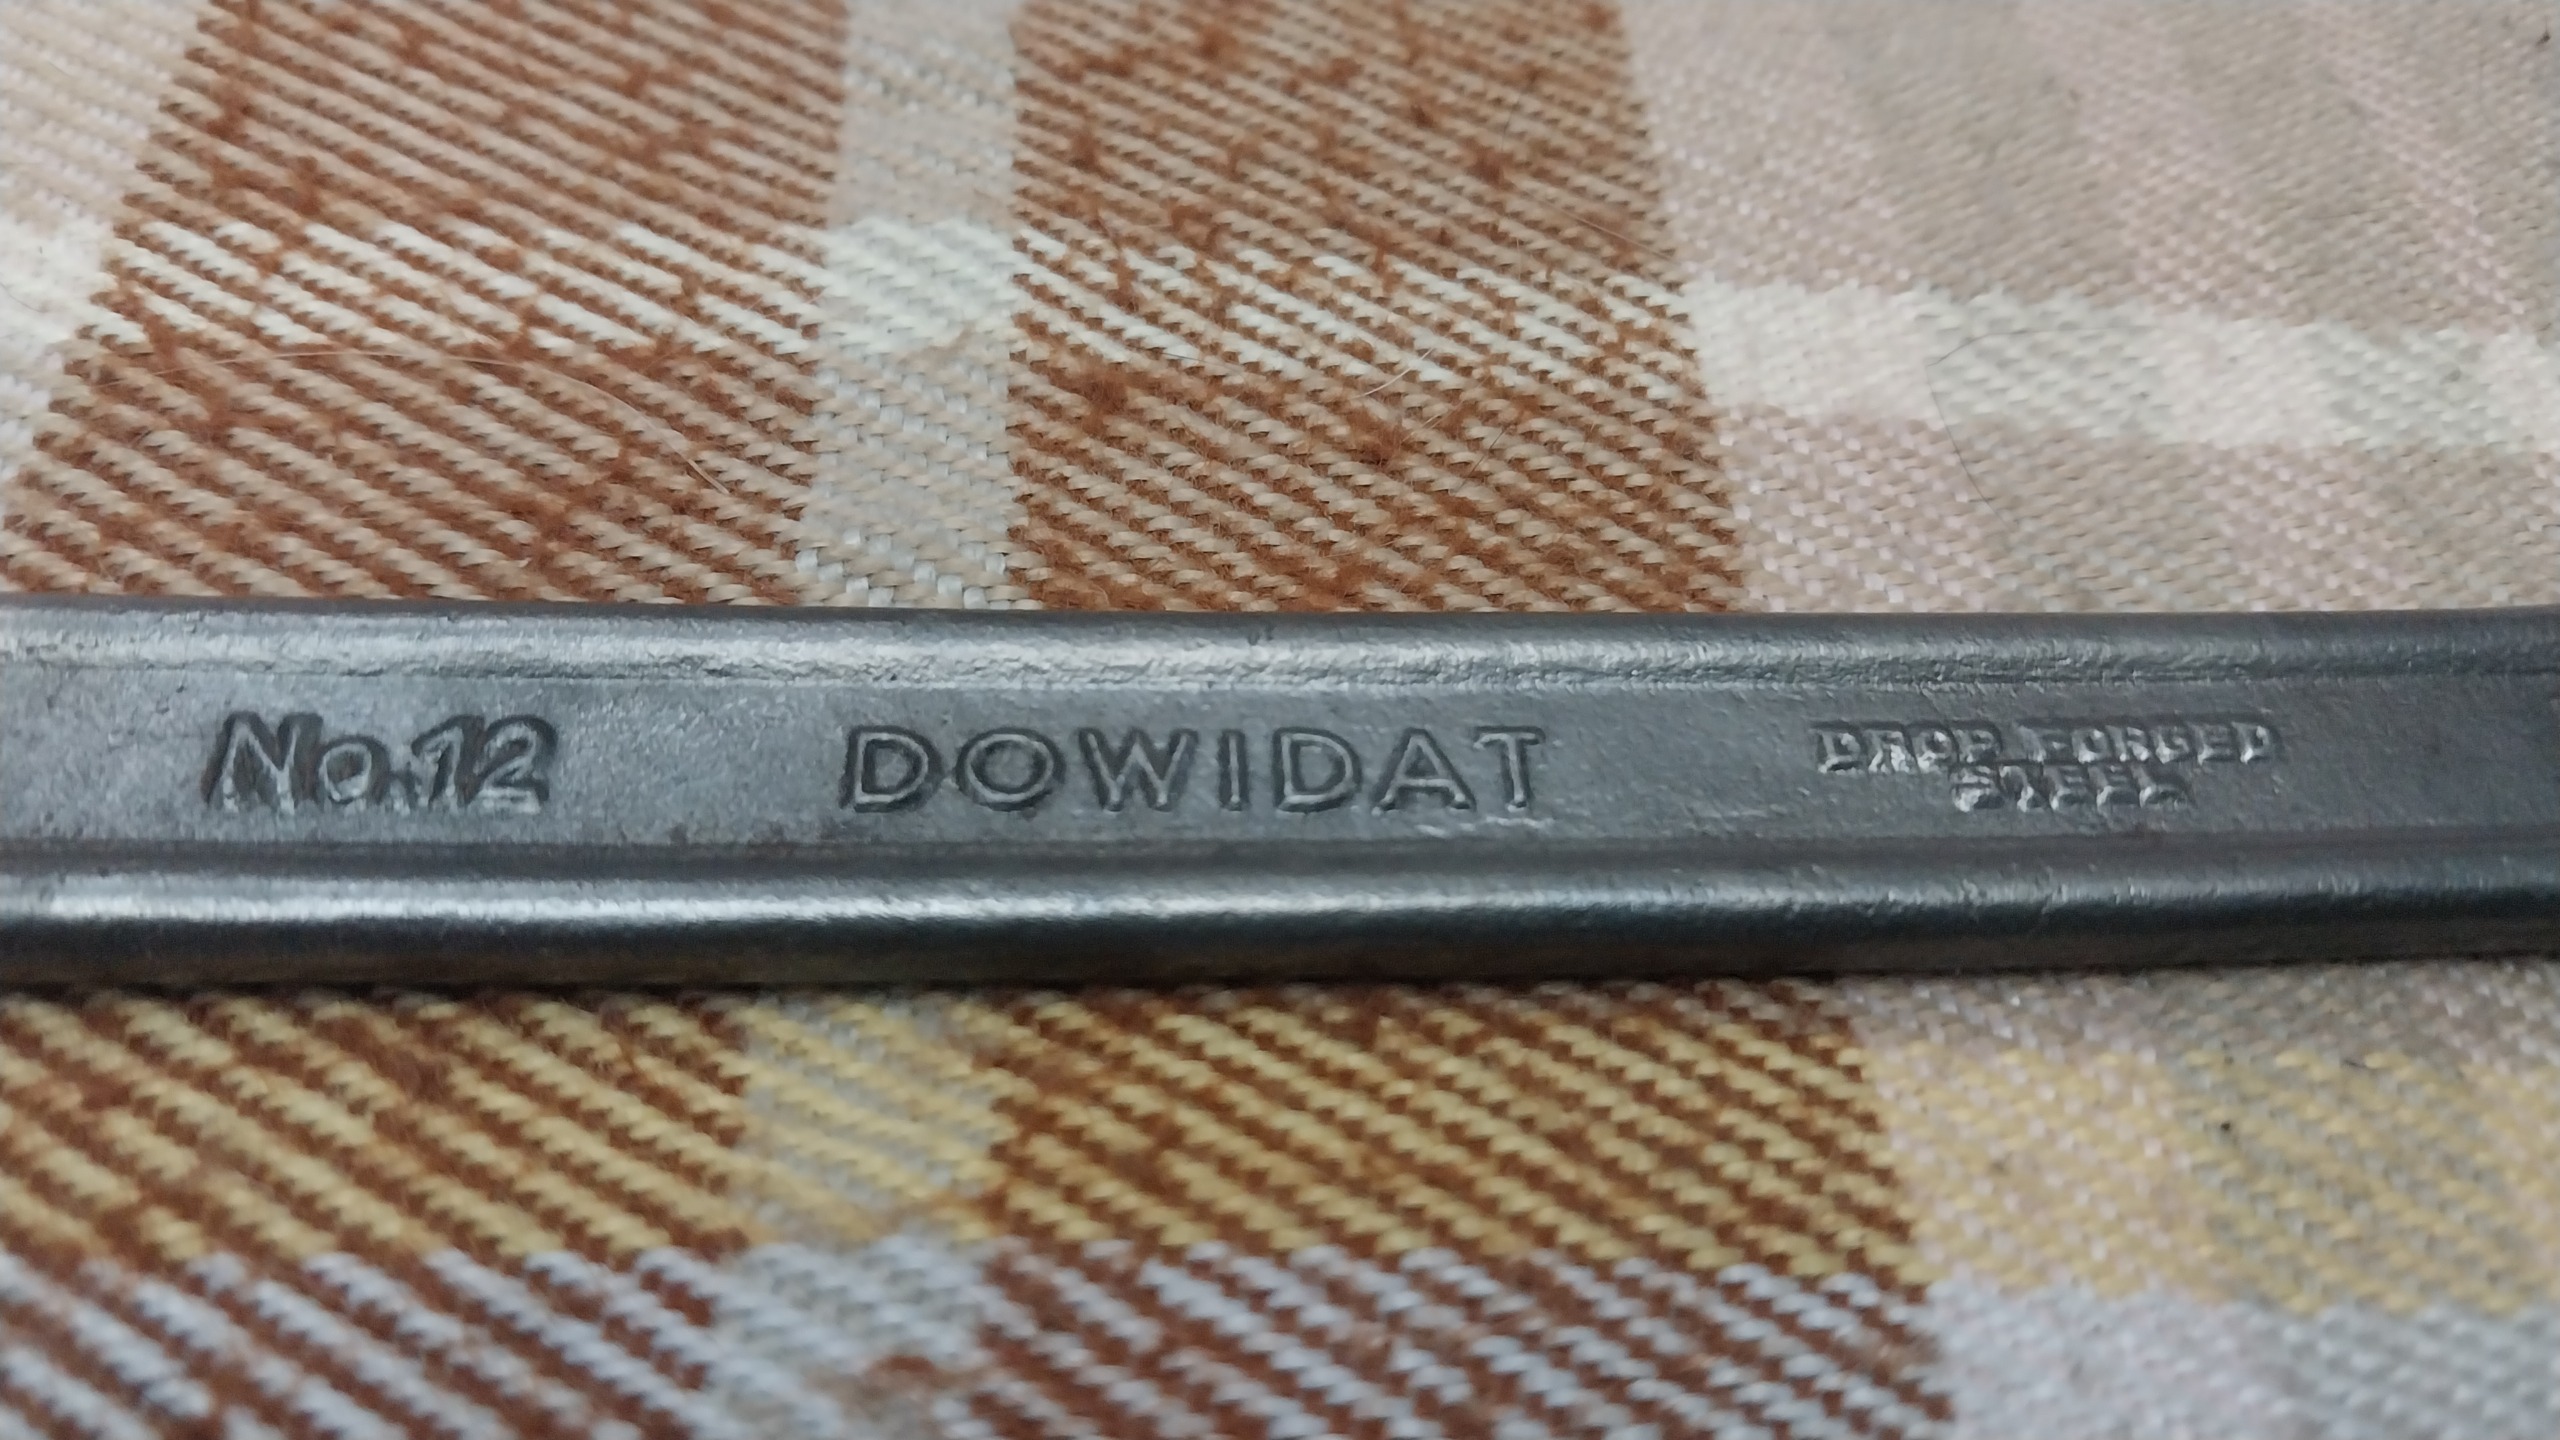 No.12 DOWIDAT DROP FORGED
STEEL